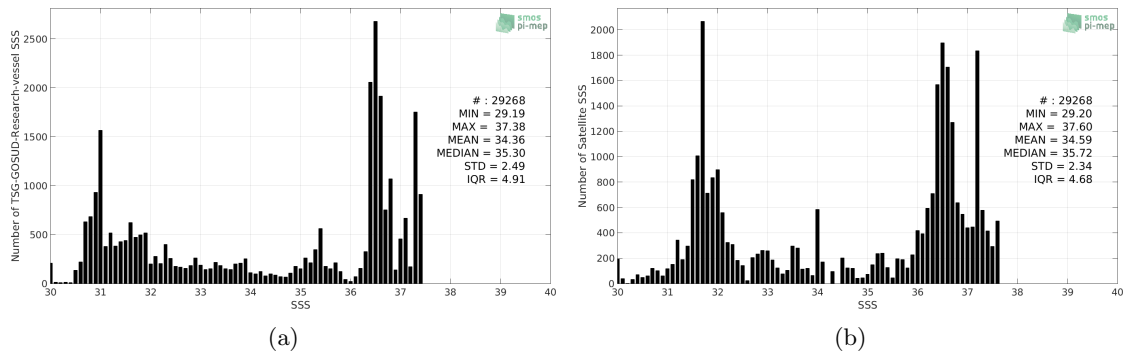 smos
pi-mep
Number of TSG-GOSUD-Research-vessel SSS
2500
2000
1500
1000
500
0
# : 29268
MIN = 29.19
MAX = 37.38
MEAN = 34.36
MEDIAN = 35.30
STD = 2.49
IQR = 4.91
30 31 32 33 34 35 36 37 38 39 40
SSS
(a)
smos
pi-mep
Number of Satellite SSS
2000
1800
1600
1400
1200
1000
800
600
400
200
0
# : 29268
MIN = 29.20
MAX = 37.60
MEAN = 34.59
MEDIAN = 35.72
STD = 2.34
IQR = 4.68
30 31 32 33 34 35 36 37 38 39 40
SSS
(b)